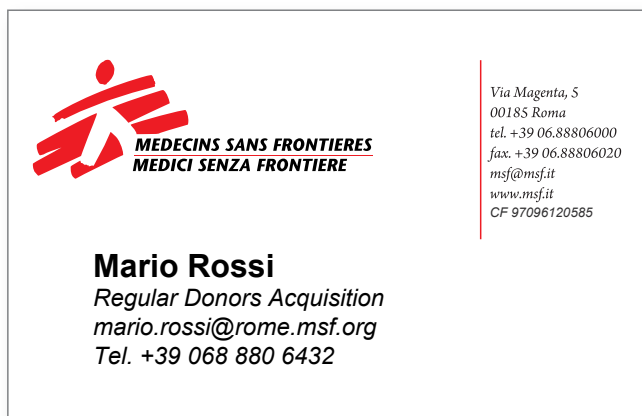 MEDECINS SANS FRONTIERES
MEDICI SENZA FRONTIERE
Via Magenta, 5
00185 Roma
tel. +39 06.88806000
fax. +39 06.88806020
msf@msf.it
www.msf.it
CF 97096120585
Mario Rossi
Regular Donors Acquisition
mario.rossi@rome.msf.org
Tel. +39 068 880 6432